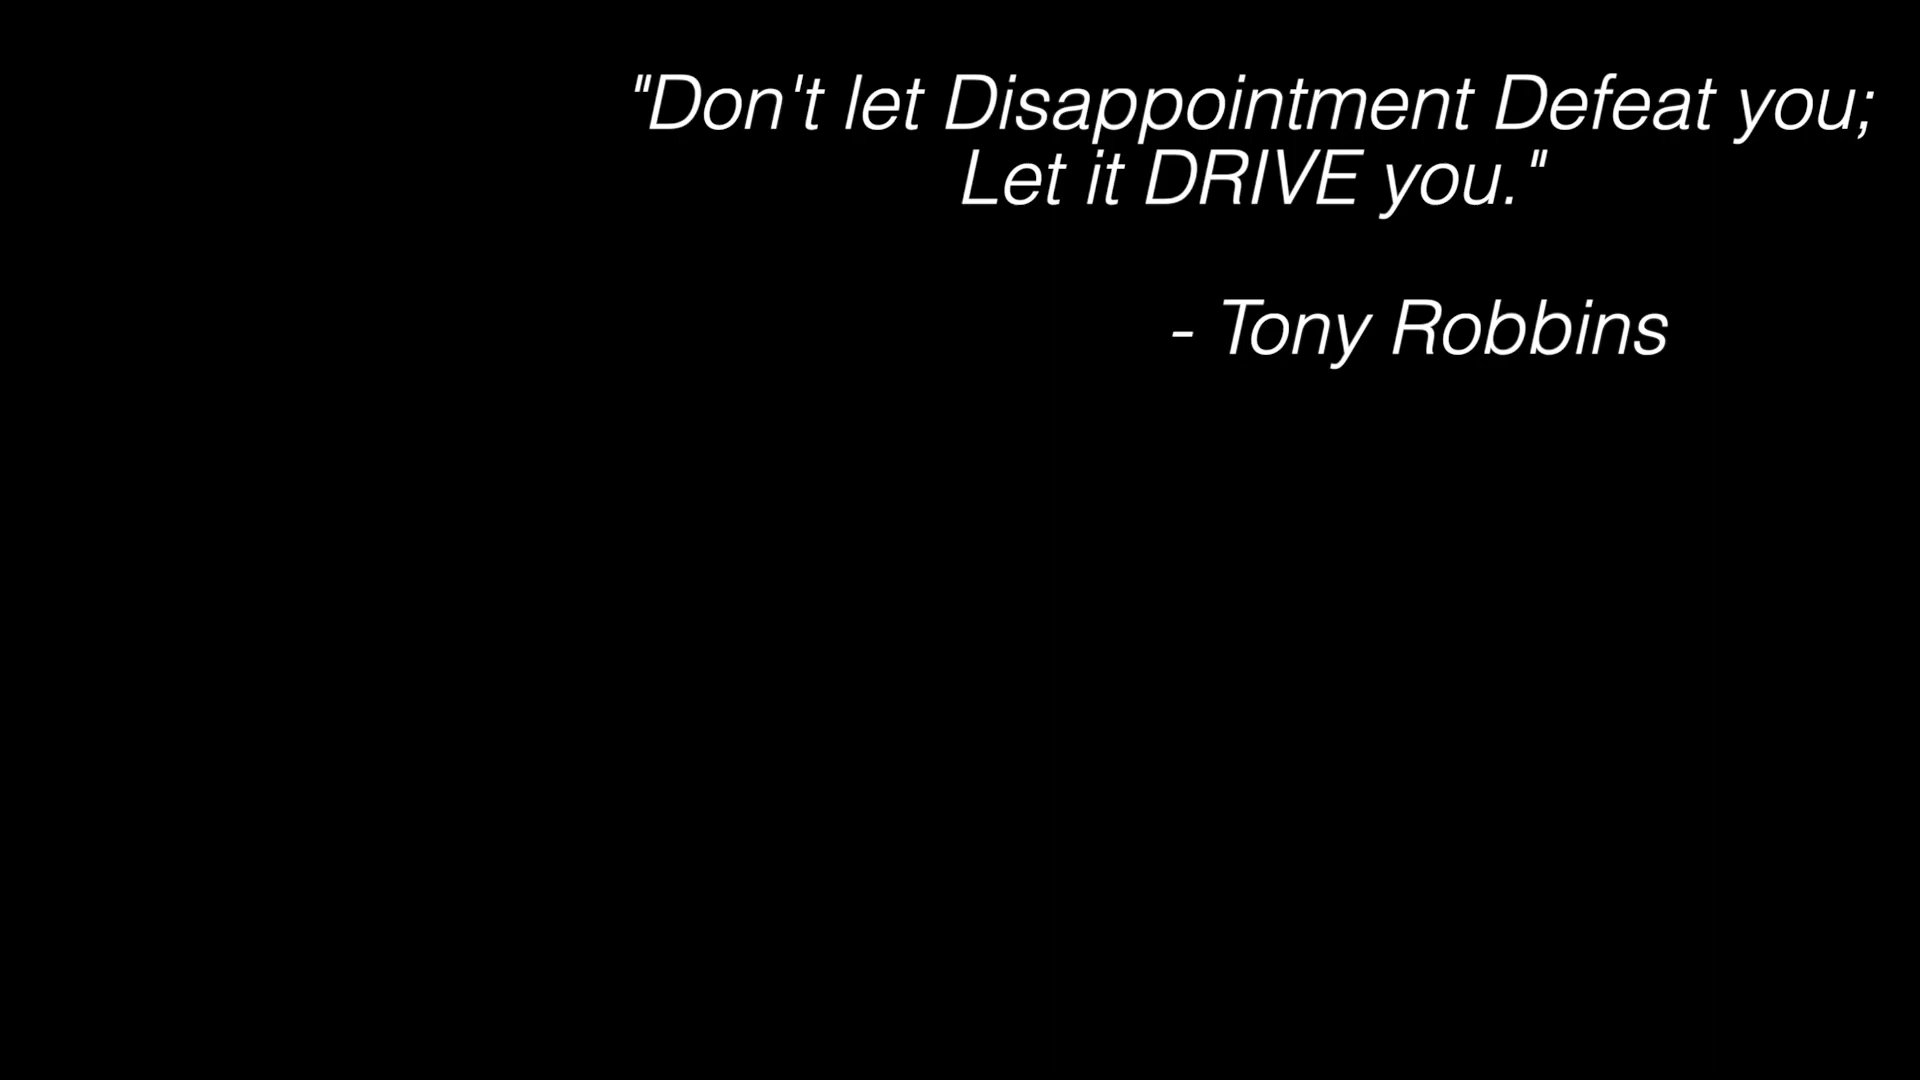 "Don't let Disappointment Defeat you;
Let it DRIVE you."
- Tony Robbins